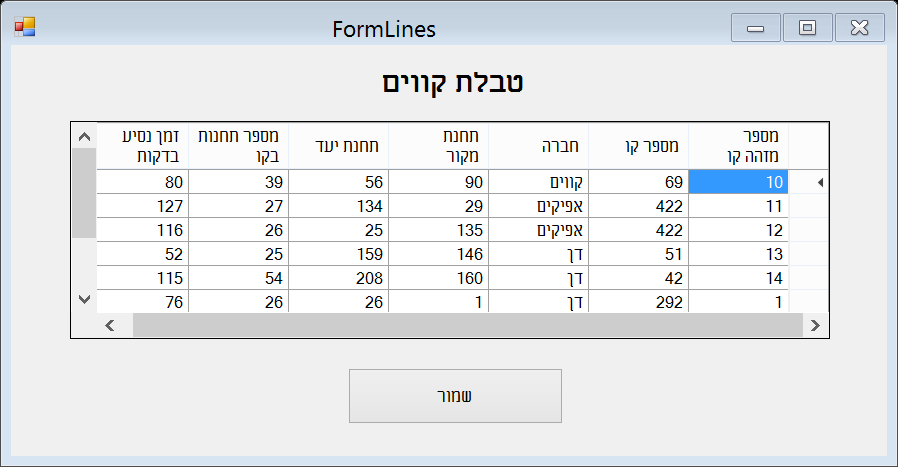 FormLines
טבלת קווים
מספר מזהה קו מספר קו חברה תחנת מקור תחנת יעד מספר תחנות בקו זמן נסיע בדקות
10 69 קווים 90 56 39 80
11 422 אפיקים 29 134 27 127
12 422 אפיקים 135 25 26 116
13 51 דן 146 159 25 52
14 42 דן 160 208 54 115
1 292 דן 1 26 26 76
שמור